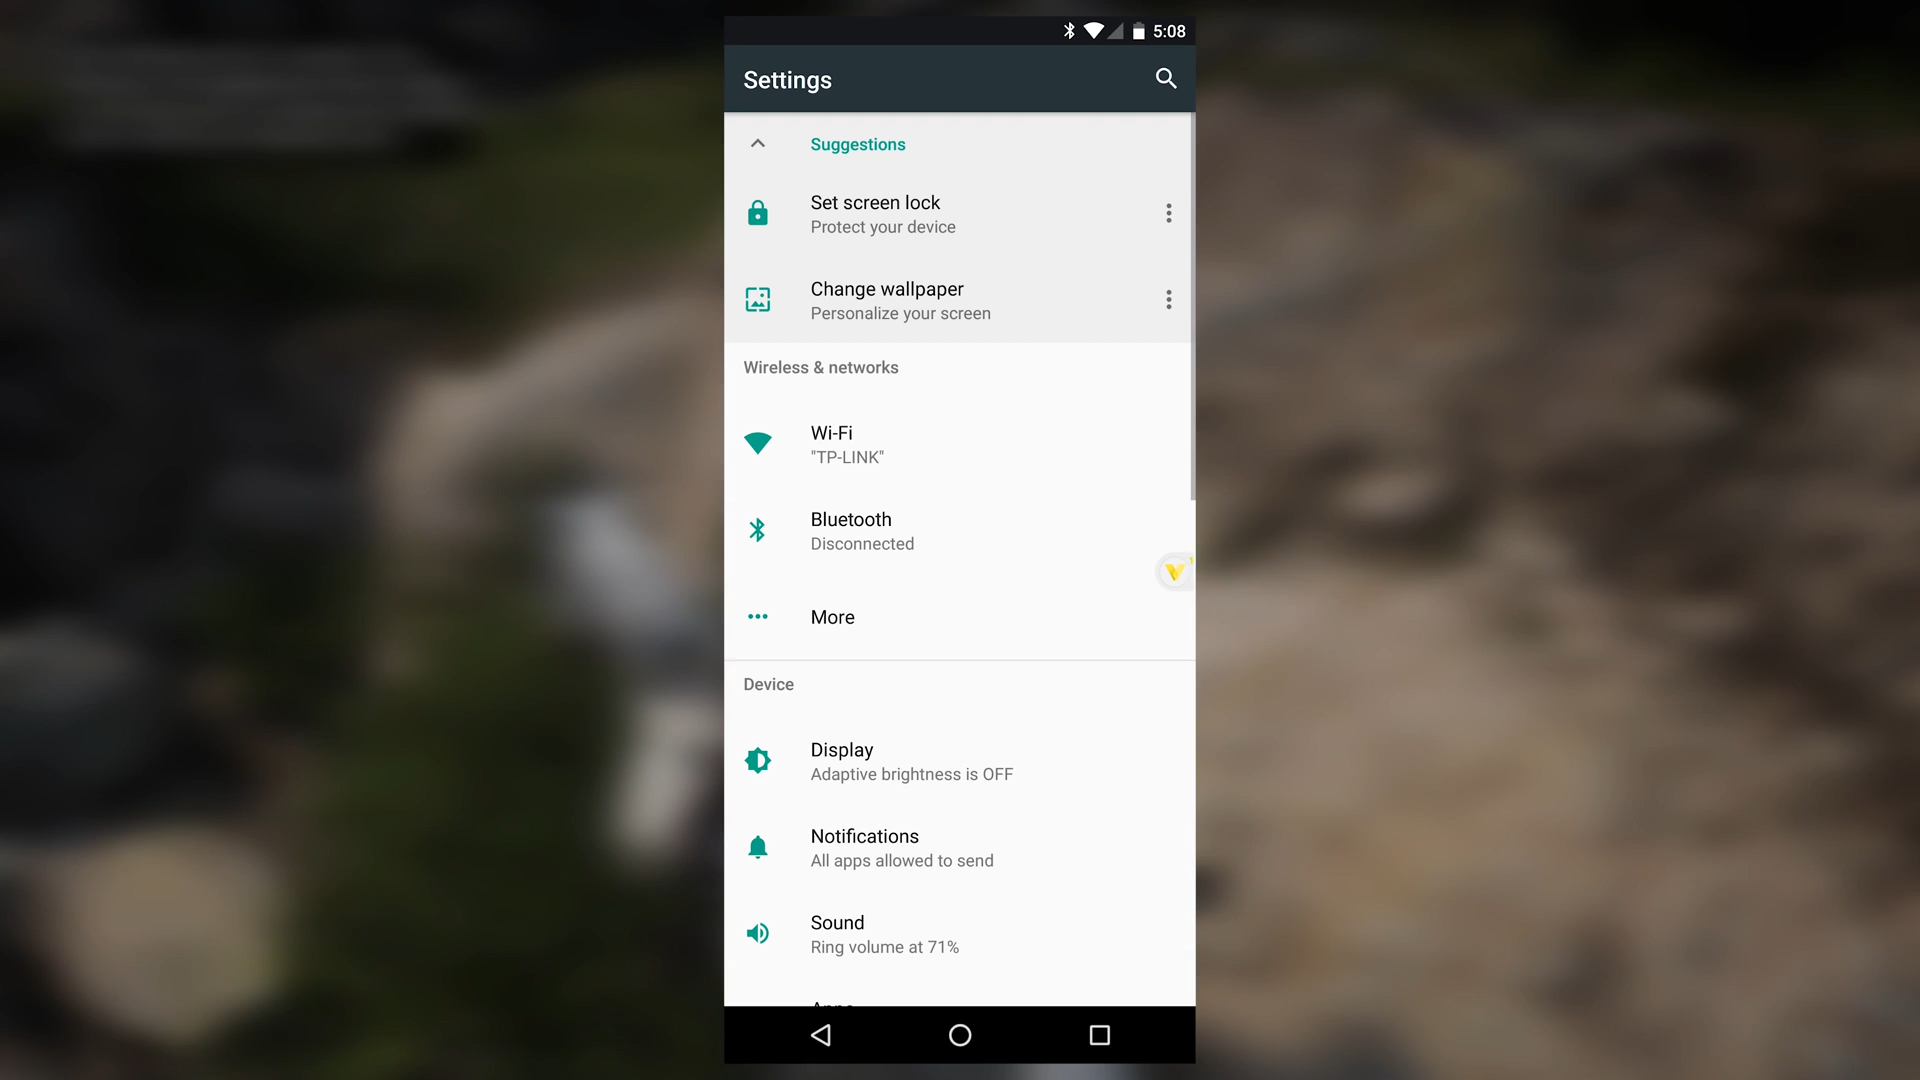 5:08
Settings
Suggestions
Set screen lock
Protect your device
Change wallpaper
Personalize your screen
Wireless & networks
Wi-Fi
"TP-LINK"
Bluetooth
Disconnected
More
Device
Display
Adaptive brightness is OFF
Notifications
All apps allowed to send
Sound
Ring volume at 71%